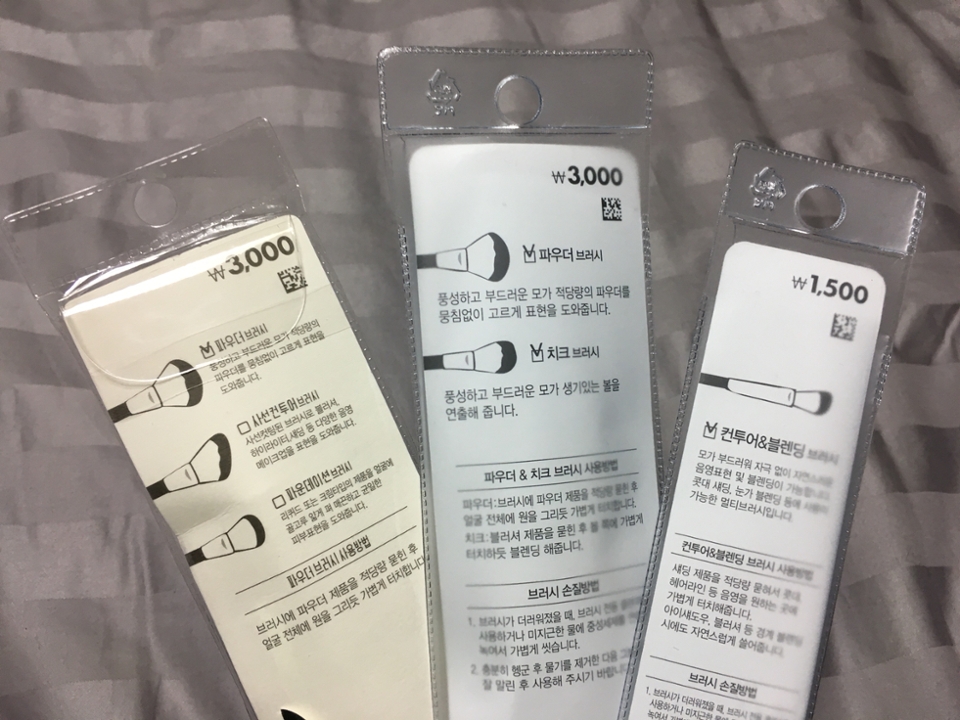 ₩3,000
파우더 브러시
풍성하고 부드러운 모가 적당량의
파우더를 뭉침없이 고르게 표현을
도와줍니다.
사선컨투어브러시
사선컷팅된 브러시로 블러셔,
하이라이터,섀딩 등 다양한 음영
메이크업을 표현을 도와줍니다.
파운데이션브러시
리퀴드 또는 크림타입의 제품을 얼굴에
골고루 얇게 펴 매끈하고 균일한
피부표현을 도와줍니다.
파우더 브러시 사용방법
브러시에 파우더 제품을 적당량 묻힌 후
얼굴 전체에 원을 그리듯 가볍게 터치합니다.
₩3,000
파우더 브러시
풍성하고 부드러운 모가 적당량의 파우더를
뭉침없이 고르게 표현을 도와줍니다.
치크 브러시
풍성하고 부드러운 모가 생기있는 볼을
연출해 줍니다.
파우더 & 치크 브러시 사용방법
파우더:브러시에 파우더 제품을 적당량 묻힌 후
얼굴 전체에 원을 그리듯 가볍게 터치합니다.
치크:블러셔 제품을 묻힌 후 볼 쪽에 가볍게
터치하듯 블렌딩 해줍니다.
브러시 손질방법
1. 브러시가 더러워졌을 때, 브러시 전용
사용하거나 미지근한 물에 중성세제를
녹여서 가볍게 씻습니다.
2. 충분히 헹군 후 물기를 제거한 다음
잘 말린 후 사용해 주시기 바랍니다.
₩1,500
컨투어&블렌딩 브러시
모가 부드러워 자극 없이 자연스러운
음영표현 및 블렌딩이 가능합니다.
콧대 섀딩, 눈가 블렌딩 등에 사용이
가능한 멀티브러시입니다.
컨투어&블렌딩 브러시 사용방법
섀딩 제품을 적당량 묻혀서 콧대,
헤어라인 등 음영을 원하는 곳에
가볍게 터치해줍니다.
아이섀도우, 블러셔 등 경계 블렌딩
시에도 자연스럽게 쓸어줍니다.
브러시 손질방법
1. 브러시가 더러워졌을 때, 브러시 전용
사용하거나 미지근한 물에
녹여서 가볍게